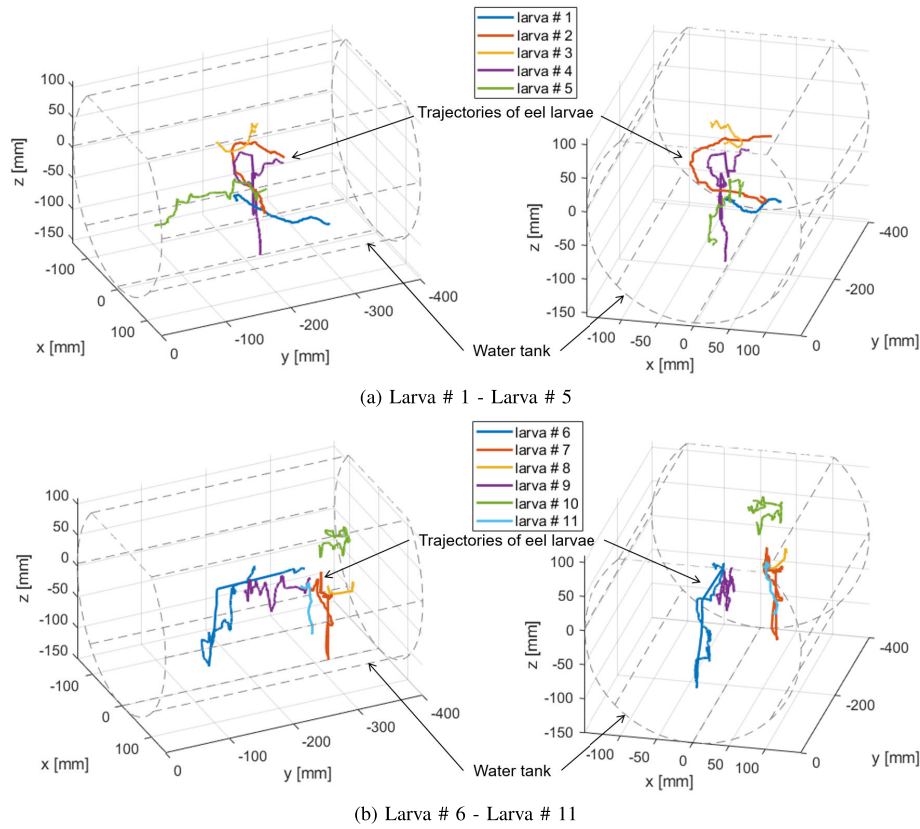 larva # 1
larva # 2
larva # 3
larva # 4
larva # 5
Trajectories of eel larvae
Water tank
100
50
0
-50
-100
-150
z [mm]
-100
0
100
x [mm]
0
-100
-200
-300
-400
y [mm]
100
50
0
-50
-100
-150
z [mm]
-100
-50
0
50
100
x [mm]
0
-200
-400
y [mm]
(a) Larva # 1 - Larva # 5
larva # 6
larva # 7
larva # 8
larva # 9
larva # 10
larva # 11
Trajectories of eel larvae
Water tank
100
50
0
-50
-100
-150
z [mm]
-100
0
100
x [mm]
0
-100
-200
-300
-400
y [mm]
100
50
0
-50
-100
-150
z [mm]
-100
-50
0
50
100
x [mm]
0
-200
-400
y [mm]
(b) Larva # 6 - Larva # 11